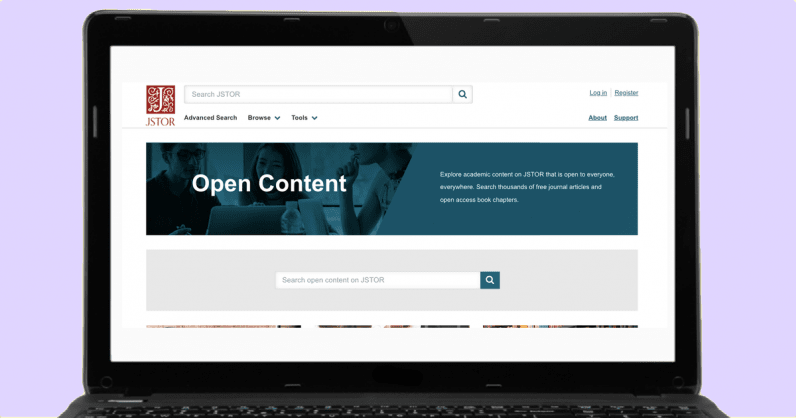 Search JSTOR
Log in
Register
JSTOR
Advanced Search
Browse
Tools
About
Support
Open Content
Explore academic content on JSTOR that is open to everyone,
everywhere. Search thousands of free journal articles and
open access book chapters.
Search open content on JSTOR